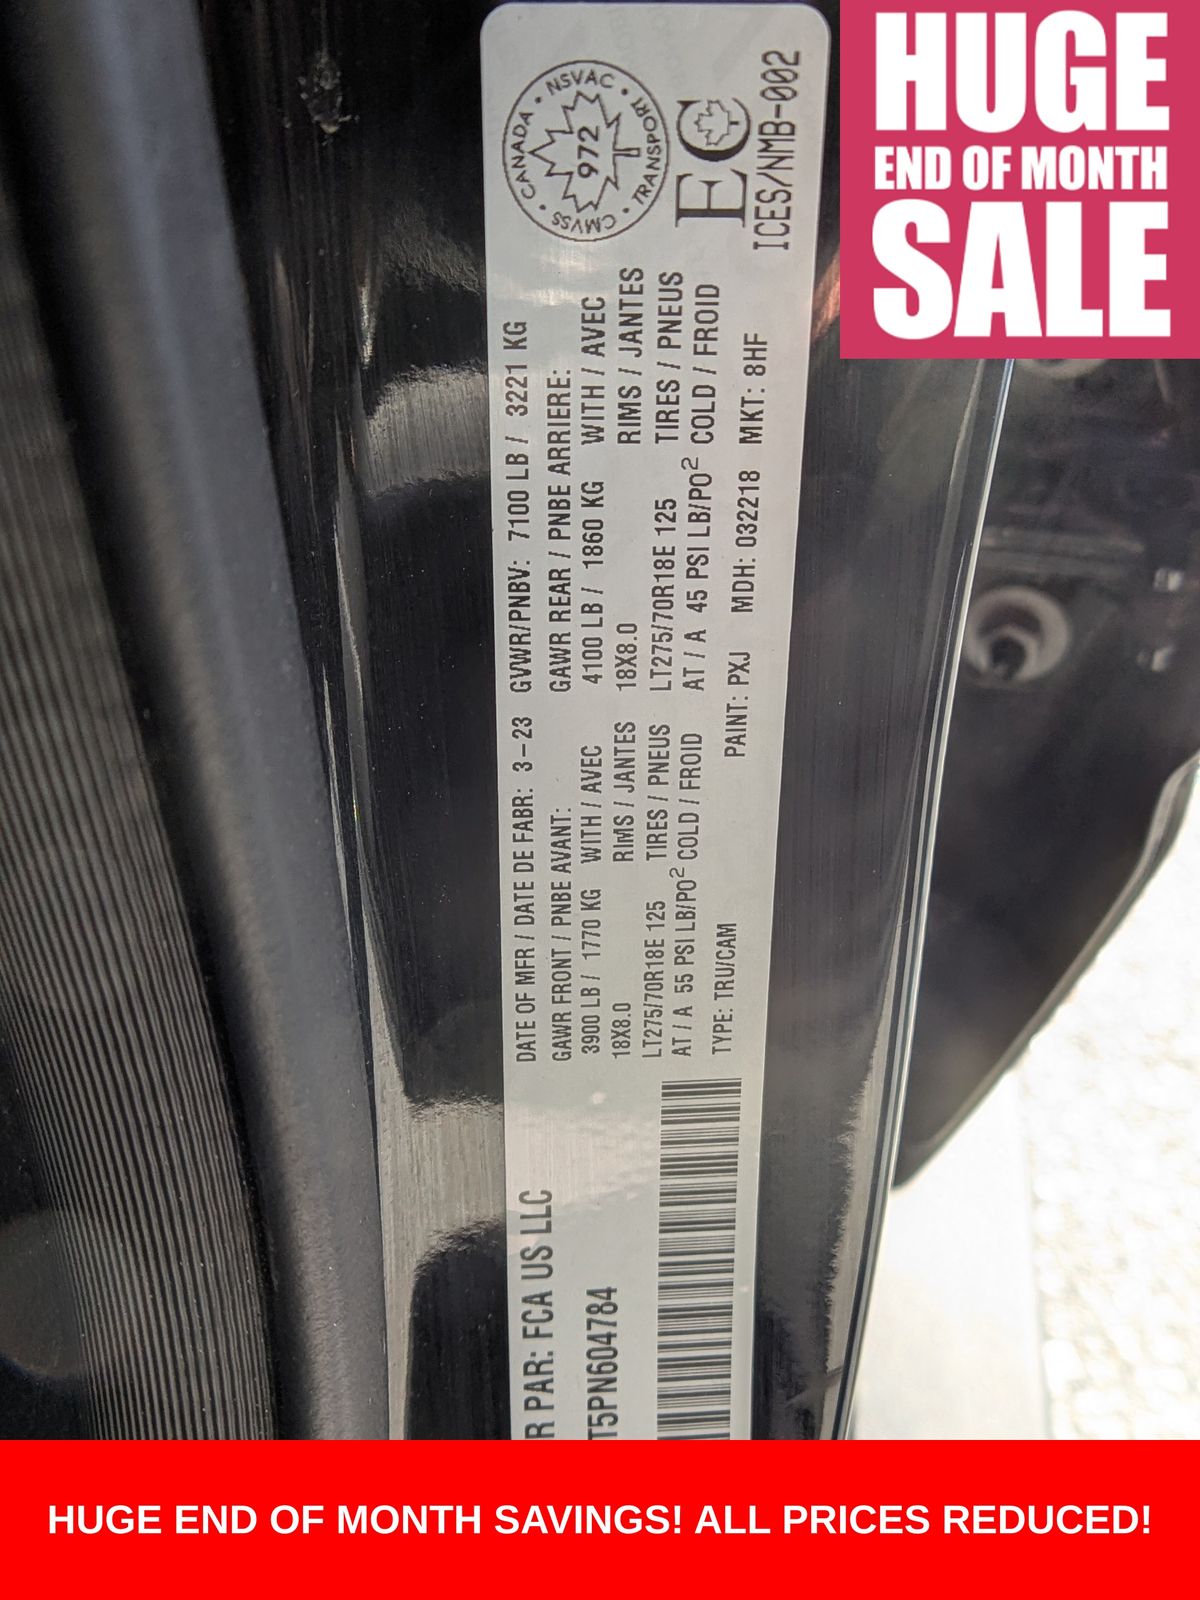 HUGE
END OF MONTH
SALE
R PAR: FCA US LLC
T5PN604784
DATE OF MFR / DATE DE FABR: 3-23 GVWR/PNBV: 7100 LB / 3221 KG
GAWR FRONT / PNBE AVANT: GAWR REAR / PNBE ARRIERE:
3900 LB / 1770 KG WITH / AVEC 4100 LB / 1860 KG WITH / AVEC
18X8.0 RIMS / JANTES 18X8.0 RIMS / JANTES
LT275/70R18E 125 TIRES / PNEUS LT275/70R18E 125 TIRES / PNEUS
AT / A 55 PSI LB/PO² COLD / FROID AT / A 45 PSI LB/PO² COLD / FROID
TYPE: TRU/CAM PAINT: PXJ MDH: 032218 MKT: 8HF
CANADA • NSVAC • TRANSPORT • CMVSS •
972
EC
ICES/NMB-002
HUGE END OF MONTH SAVINGS! ALL PRICES REDUCED!